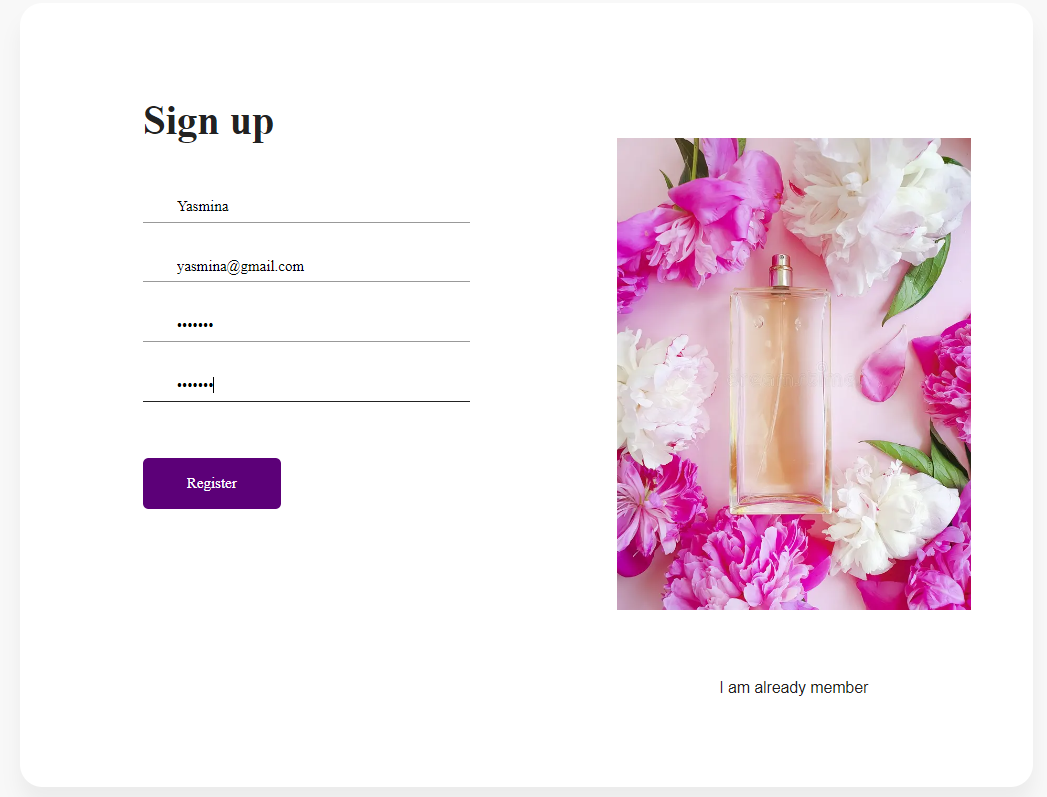 Sign up
Yasmina
yasmina@gmail.com
•••••••
•••••••
Register
I am already member